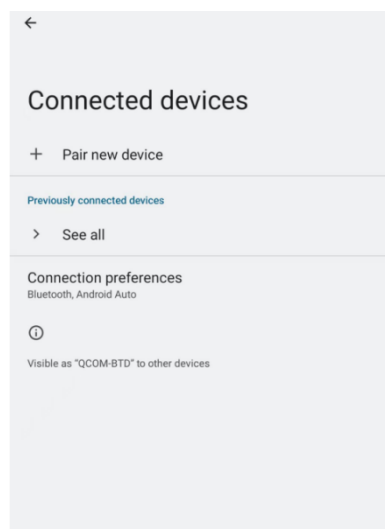 Connected devices
Pair new device
Previously connected devices
See all
Connection preferences
Bluetooth, Android Auto
Visible as "QCOM-BTD" to other devices